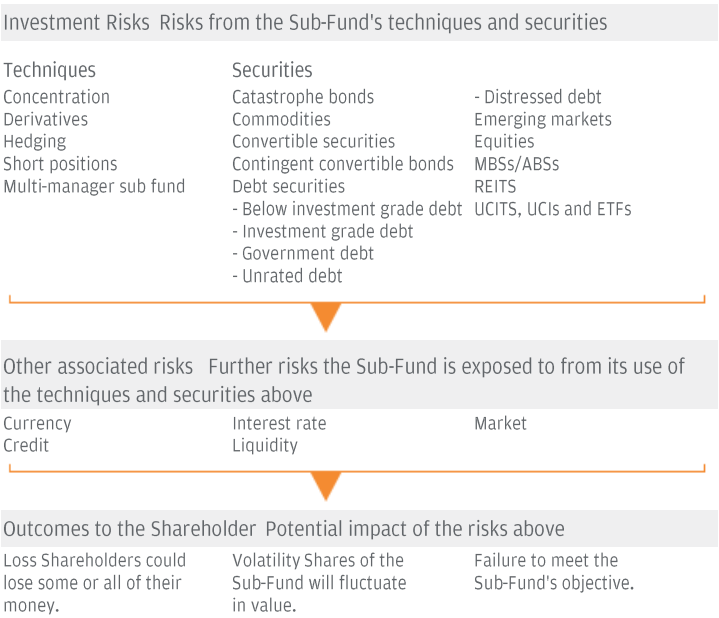 Investment Risks Risks from the Sub-Fund's techniques and securities
Techniques
Concentration
Derivatives
Hedging
Short positions
Multi-manager sub fund
Securities
Catastrophe bonds
Commodities
Convertible securities
Contingent convertible bonds
Debt securities
- Below investment grade debt
- Investment grade debt
- Government debt
- Unrated debt
- Distressed debt
Emerging markets
Equities
MBSs/ABSs
REITS
UCITS, UCIs and ETFs
Other associated risks Further risks the Sub-Fund is exposed to from its use of
the techniques and securities above
Currency
Credit
Interest rate
Liquidity
Market
Outcomes to the Shareholder Potential impact of the risks above
Loss Shareholders could
lose some or all of their
money.
Volatility Shares of the
Sub-Fund will fluctuate
in value.
Failure to meet the
Sub-Fund's objective.